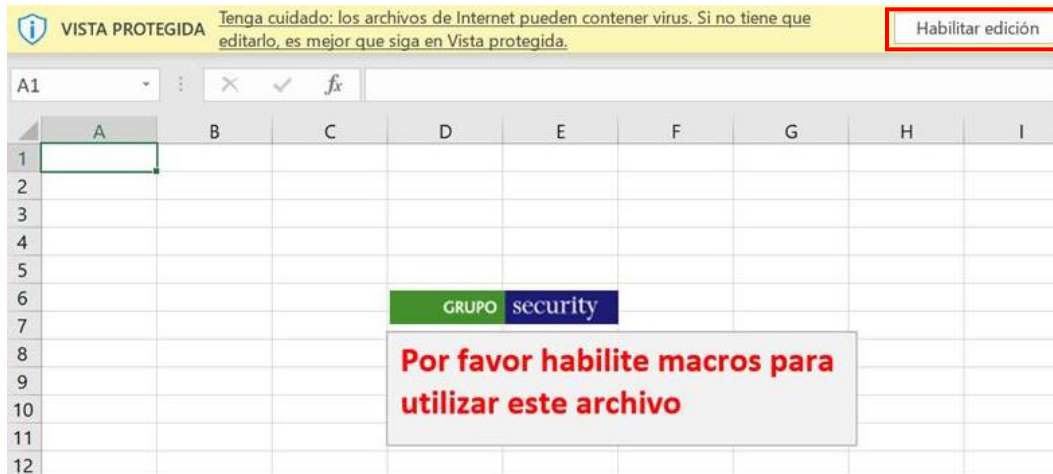 VISTA PROTEGIDA
Tenga cuidado: los archivos de Internet pueden contener virus. Si no tiene que
editarlo, es mejor que siga en Vista protegida.
Habilitar edición
A1
fx
A B C D E F G H I
1
2
3
4
5
6
GRUPO security
7
8
Por favor habilite macros para
9
utilizar este archivo
10
11
12